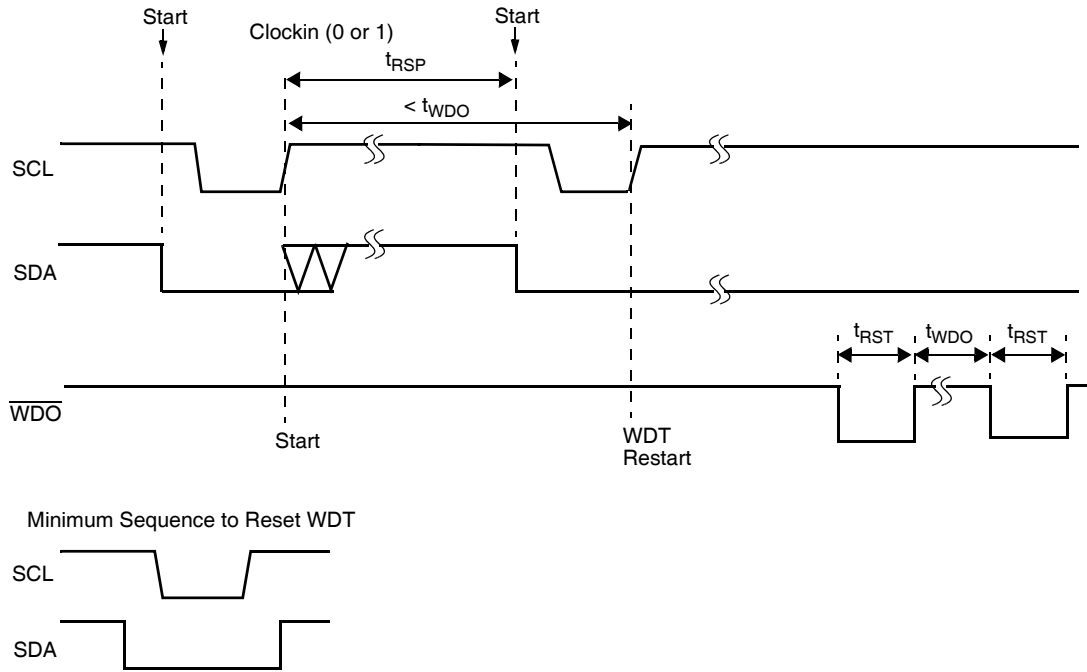 Start
Start
Clockin (0 or 1)
tRSP
< tWDO
SCL
SDA
tRST
tWDO
tRST
WDO
Start
WDT
Restart
Minimum Sequence to Reset WDT
SCL
SDA